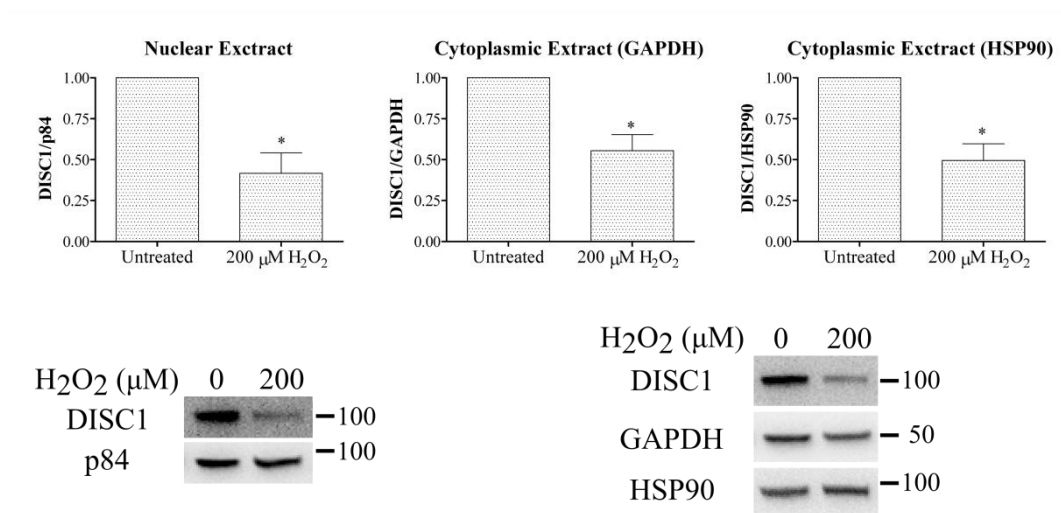 Nuclear Exctract
DISC1/p84
1.00
0.75
0.50
0.25
0.00
*
Untreated
200 μM H₂O₂
Cytoplasmic Extract (GAPDH)
DISC1/GAPDH
1.00
0.75
0.50
0.25
0.00
*
Untreated
200 μM H₂O₂
Cytoplasmic Exctract (HSP90)
DISC1/HSP90
1.00
0.75
0.50
0.25
0.00
*
Untreated
200 μM H₂O₂
H₂O₂ (μM) 0 200
DISC1 100
p84 100
H₂O₂ (μM) 0 200
DISC1 100
GAPDH 50
HSP90 100